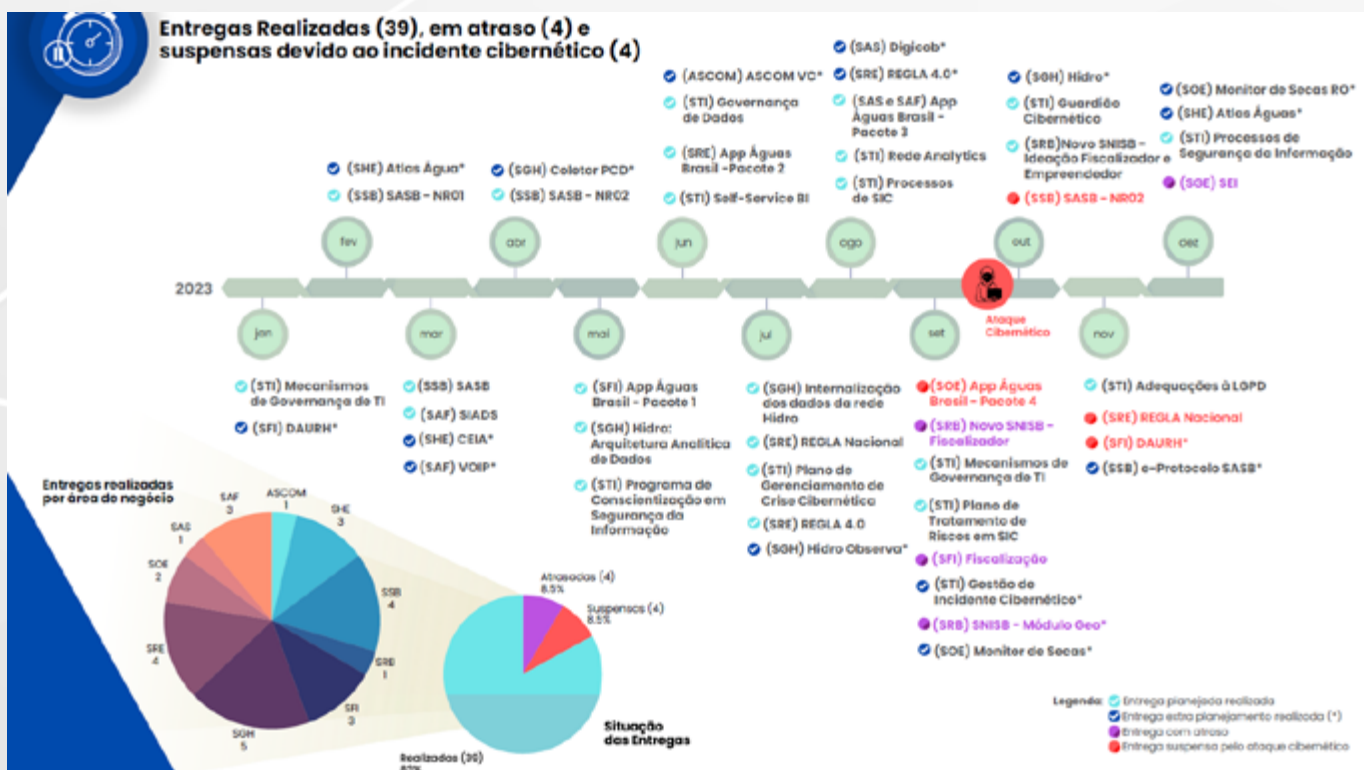 Entregas Realizadas (39), em atraso (4) e
suspensas devido ao incidente cibernético (4)
(SHE) Atlas Água*
(SSB) SASB - NR01
(SGH) Coletor PCD*
(SSB) SASB - NR02
(ASCOM) ASCOM VC*
(STI) Governança
de Dados
(SRE) App Águas
Brasil -Pacote 2
(STI) Self-Service BI
(SAS) Digicob*
(SRE) REGLA 4.0*
(SAS e SAF) App
Águas Brasil -
Pacote 3
(STI) Rede Analytics
(STI) Processos
de SIC
(SGH) Hidro*
(STI) Guardião
Cibernético
(SRB)Novo SNISB -
Ideação Fiscalizador e
Empreendedor
(SSB) SASB - NR02
(SOE) Monitor de Secas RO*
(SHE) Atlas Águas*
(STI) Processos de
Segurança da Informação
(SGE) SEI
fev
abr
jun
ago
out
dez
2023
jan
mar
mai
jul
set
Ataque
Cibernético
nov
(STI) Mecanismos
de Governança de TI
(SFI) DAURH*
(SSB) SASB
(SAF) SIADS
(SHE) CEIA*
(SAF) VOIP*
(SFI) App Águas
Brasil - Pacote 1
(SGH) Hidro:
Arquitetura Analítica
de Dados
(STI) Programa de
Conscientização em
Segurança da
Informação
(SGH) Internalização
dos dados da rede
Hidro
(SRE) REGLA Nacional
(STI) Plano de
Gerenciamento de
Crise Cibernética
(SRE) REGLA 4.0
(SGH) Hidro Observa*
(SOE) App Águas
Brasil - Pacote 4
(SRB) Novo SNISB -
Fiscalizador
(STI) Mecanismos de
Governança de TI
(STI) Plano de
Tratamento de
Riscos em SIC
(SFI) Fiscalização
(STI) Gestão de
Incidente Cibernético*
(SRB) SNISB - Módulo Geo*
(SOE) Monitor de Secas*
(STI) Adequações à LGPD
(SRE) REGLA Nacional
(SFI) DAURH*
(SSB) e-Protocolo SASB*
Entregas realizadas
por área de negócio
ASCOM
1
SHE
3
SSB
4
SRB
1
SFI
3
SGH
5
SRE
4
SOE
2
SAS
1
SAF
3
Atrasadas (4)
8.5%
Suspensas (4)
8.5%
Realizadas (39)
Situação
das Entregas
Legenda:
Entrega planejada realizada
Entrega extra planejamento realizada (*)
Entrega com atraso
Entrega suspensa pelo ataque cibernético